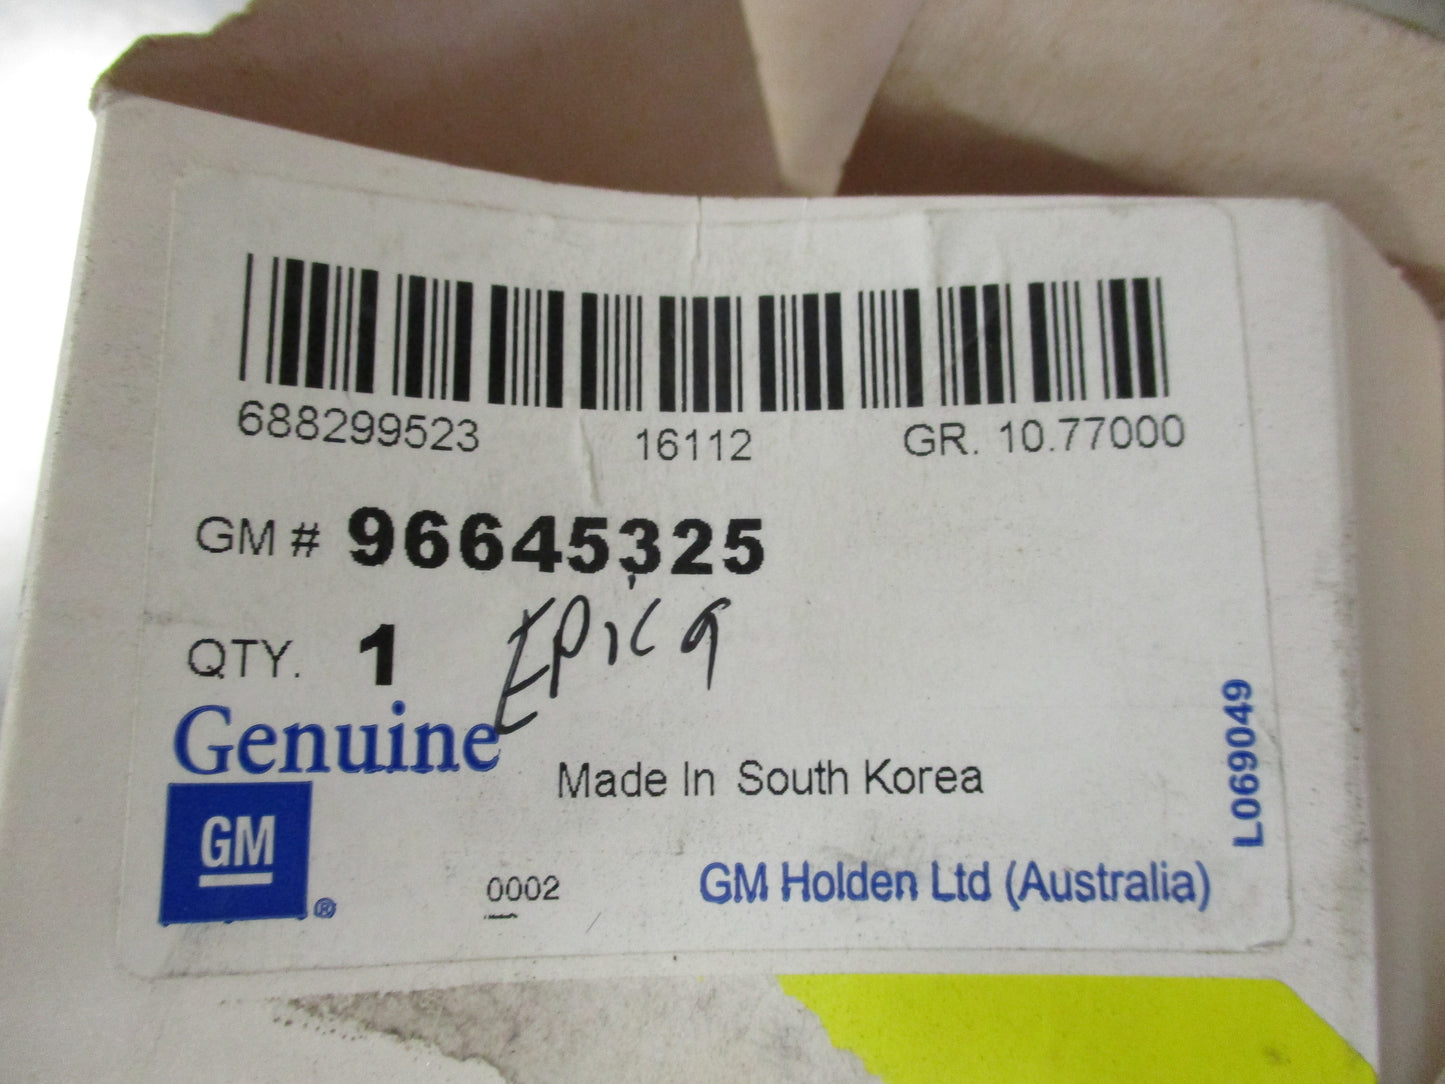 688299523 16112 GR. 10.77000
GM # 96645325
QTY. 1 EPICA
Genuine
Made In South Korea
GM ®
0002
GM Holden Ltd (Australia)
L069049